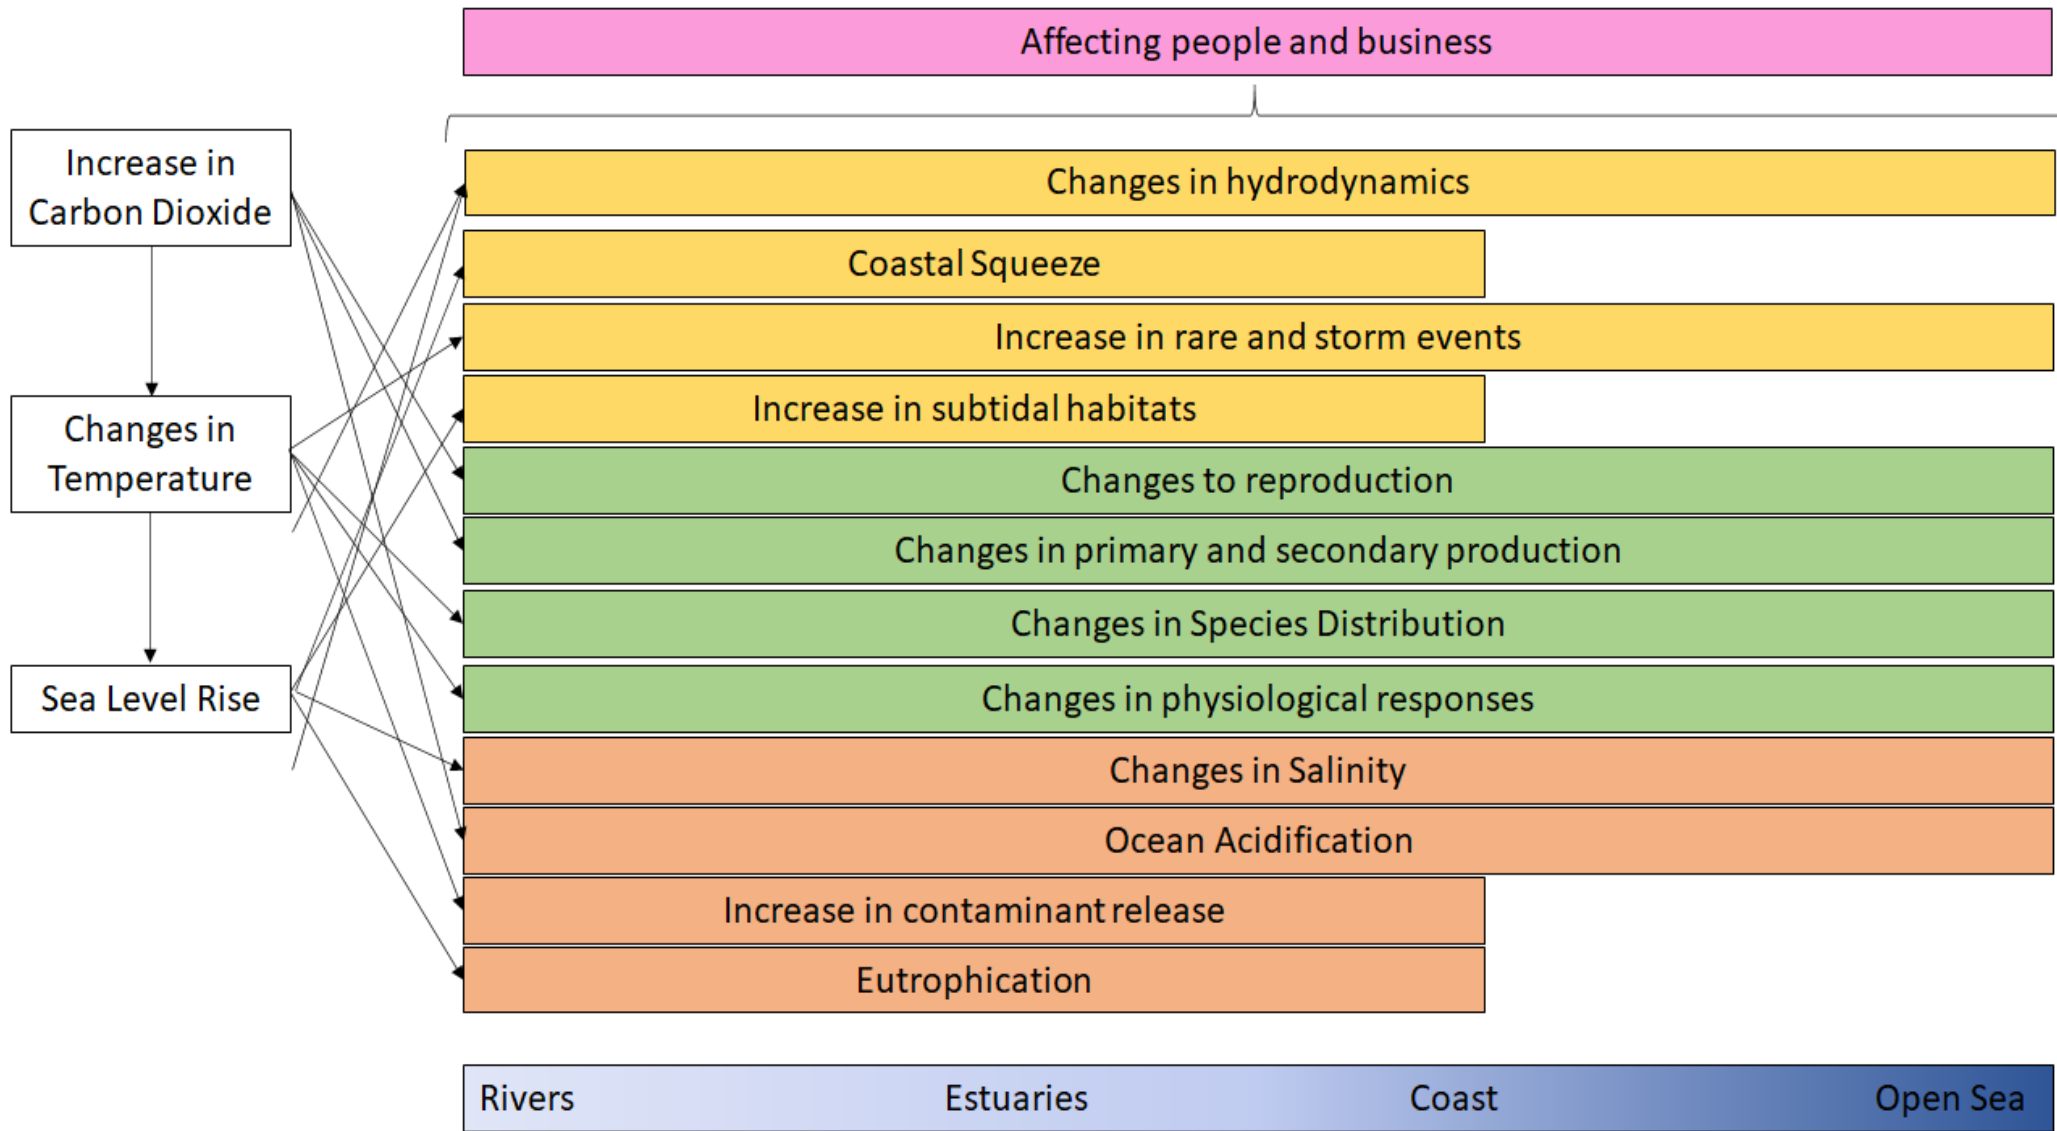 Affecting people and business
Increase in
Carbon Dioxide
Changes in
Temperature
Sea Level Rise
Changes in hydrodynamics
Coastal Squeeze
Increase in rare and storm events
Increase in subtidal habitats
Changes to reproduction
Changes in primary and secondary production
Changes in Species Distribution
Changes in physiological responses
Changes in Salinity
Ocean Acidification
Increase in contaminant release
Eutrophication
Rivers Estuaries Coast Open Sea